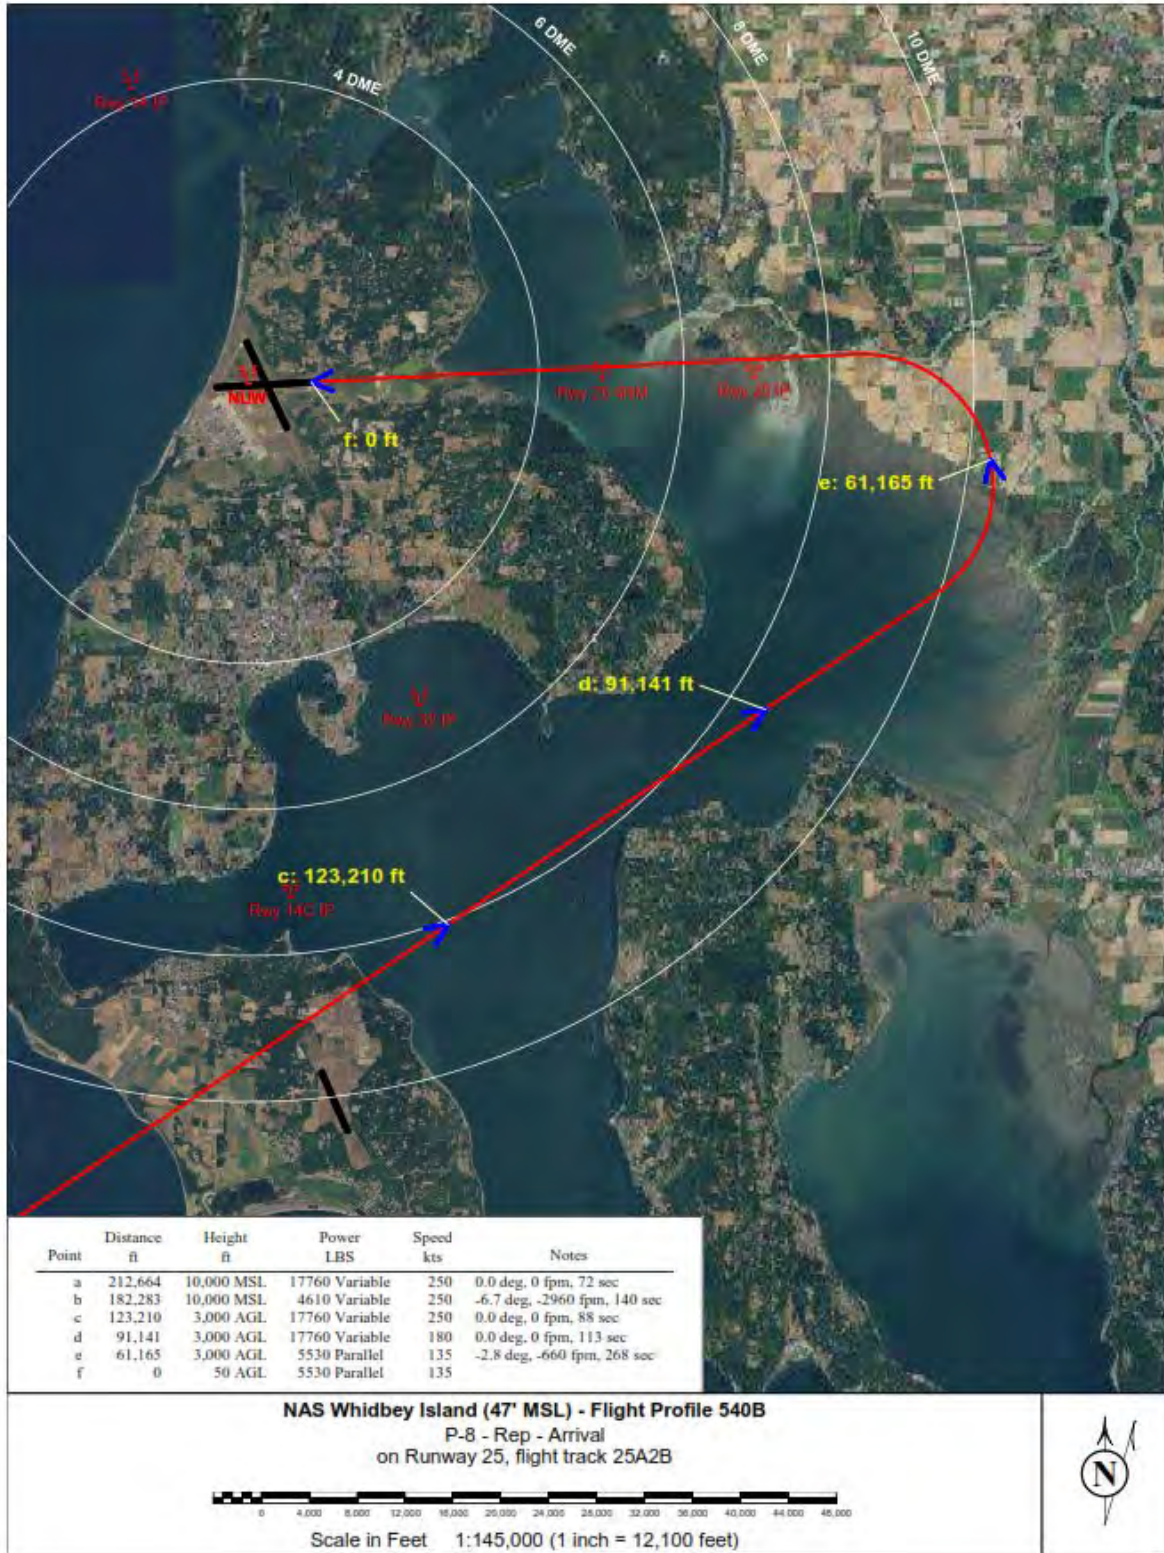 6 DME
8 DME
10 DME
4 DME
Rwy 25 IP
NUW
f: 0 ft
e: 61,165 ft
d: 91,141 ft
Rwy 32 IP
c: 123,210 ft
Rwy 14C IP
Point Distance ft Height ft Power LBS Speed kts Notes
a 212,664 10,000 MSL 17760 Variable 250 0.0 deg, 0 fpm, 72 sec
b 182,283 10,000 MSL 4610 Variable 250 -6.7 deg, -2960 fpm, 140 sec
c 123,210 3,000 AGL 17760 Variable 250 0.0 deg, 0 fpm, 88 sec
d 91,141 3,000 AGL 17760 Variable 180 0.0 deg, 0 fpm, 113 sec
e 61,165 3,000 AGL 5530 Parallel 135 -2.8 deg, -660 fpm, 268 sec
f 0 50 AGL 5530 Parallel 135
NAS Whidbey Island (47' MSL) - Flight Profile 540B
P-8 - Rep - Arrival
on Runway 25, flight track 25A2B
0 4,000 8,000 12,000 16,000 20,000 24,000 28,000 32,000 36,000 40,000 44,000 48,000
Scale in Feet 1:145,000 (1 inch = 12,100 feet)
N